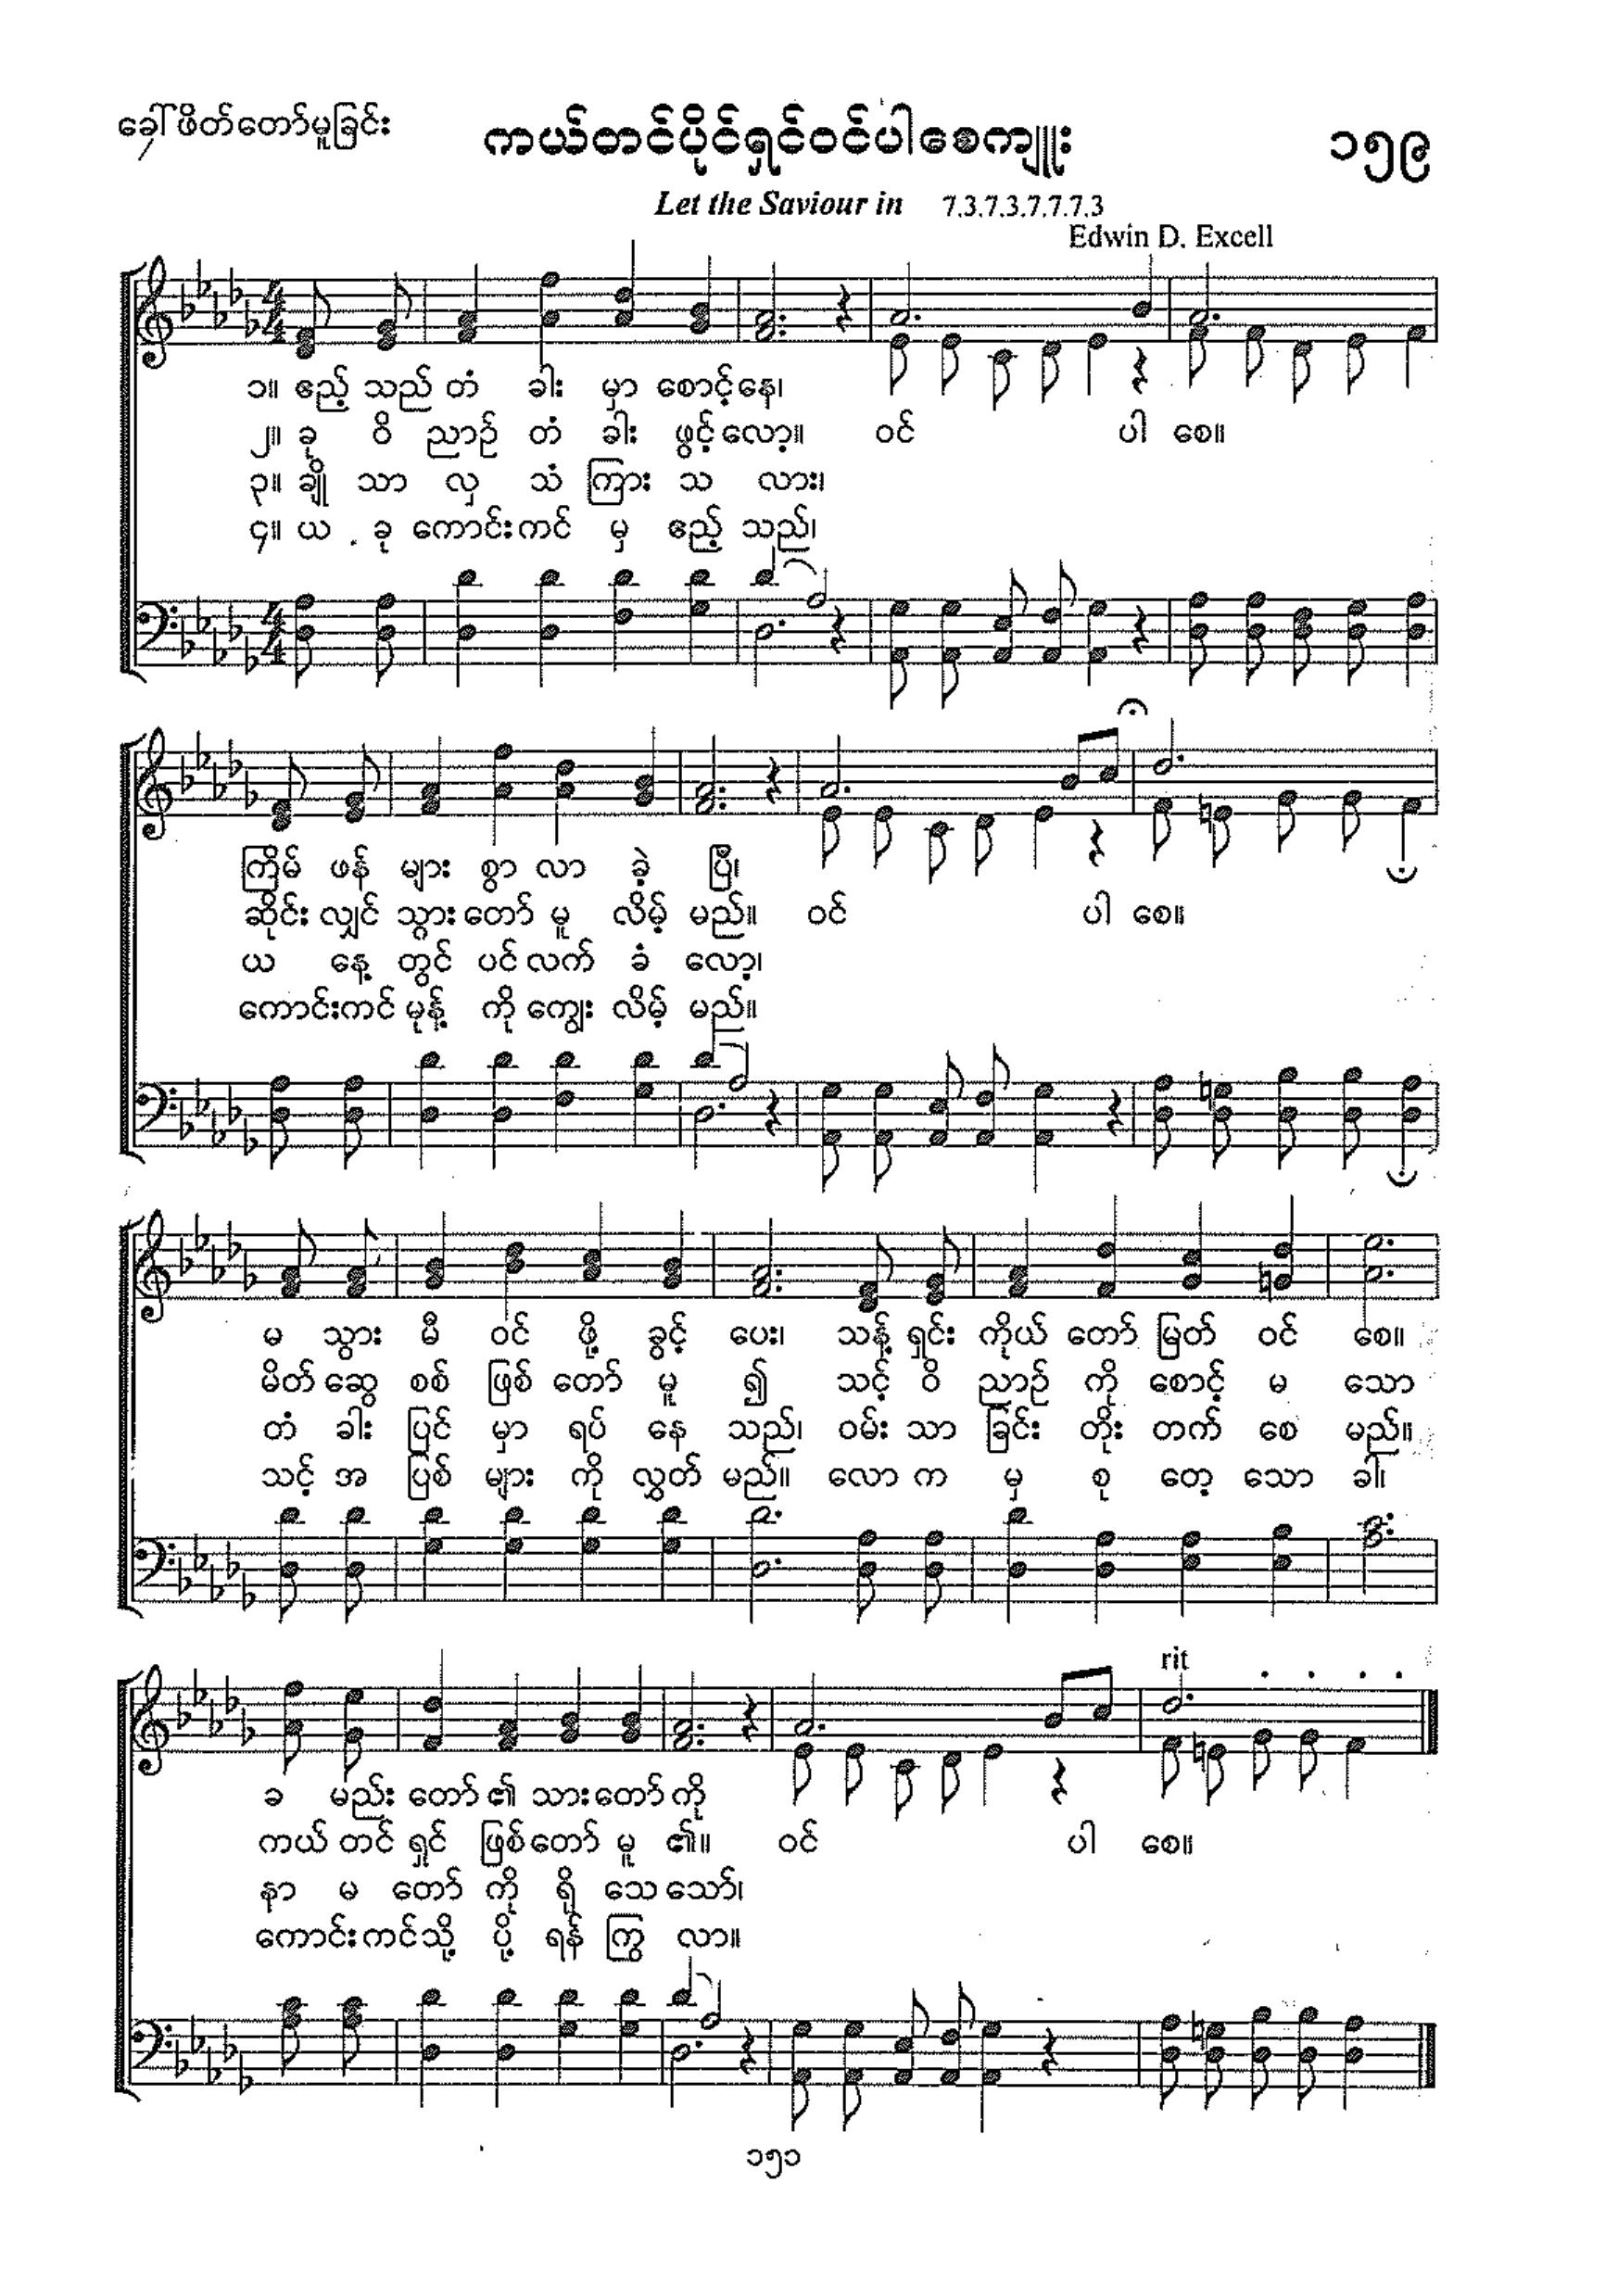 ခေါ်ဖိတ်တော်မူခြင်း
ကယ်တင်ပိုင်ရှင်ဝင်ပါစေကျူး
၁၅၉
Let the Saviour in 7.3.7.3.7.7.7.3
Edwin D. Excell
၁။ ဧည့် သည် တံ ခါး မှာ စောင့် နေ၊
၂။ ခု ဝိ ညာဉ် တံ ခါး ဖွင့် လော့။ ဝင် ပါ စေ။
၃။ ချို သာ လှ သံ ကြား သ လား၊
၄။ ယ ခု ကောင်း ကင် မှ ဧည့် သည်၊
ကြိမ် ဖန် များ စွာ လာ ခဲ့ ပြီ၊
ဆိုင်း လျှင် သွား တော် မူ လိမ့် မည်။ ဝင် ပါ စေ။
ယ နေ့ တွင် ပင် လက် ခံ လော့၊
ကောင်းကင် မုန့် ကို ကျွေး လိမ့် မည်။
မ သွား မီ ဝင် ဖို့ ခွင့် ပေး၊ သန့် ရှင်း ကိုယ် တော် မြတ် ဝင် စေ။
မိတ် ဆွေ စစ် ဖြစ် တော် မူ ၍ သင့် ဝိ ညာဉ် ကို စောင့် မ သော
တံ ခါး ပြင် မှာ ရပ် နေ သည်၊ ဝမ်း သာ ခြင်း တိုး တက် စေ မည်။
သင့် အ ပြစ် များ ကို လွှတ် မည်။ လော က မှ စု တေ့ သော ခါ၊
ခ မည်း တော် ၏ သား တော် ကို
ကယ် တင် ရှင် ဖြစ် တော် မူ ၏။ ဝင် ပါ စေ။
နာ မ တော် ကို ရို သေ သော်၊
ကောင်း ကင် သို့ ပို့ ရန် ကြွ လာ။
rit . . . .
၁၅၁